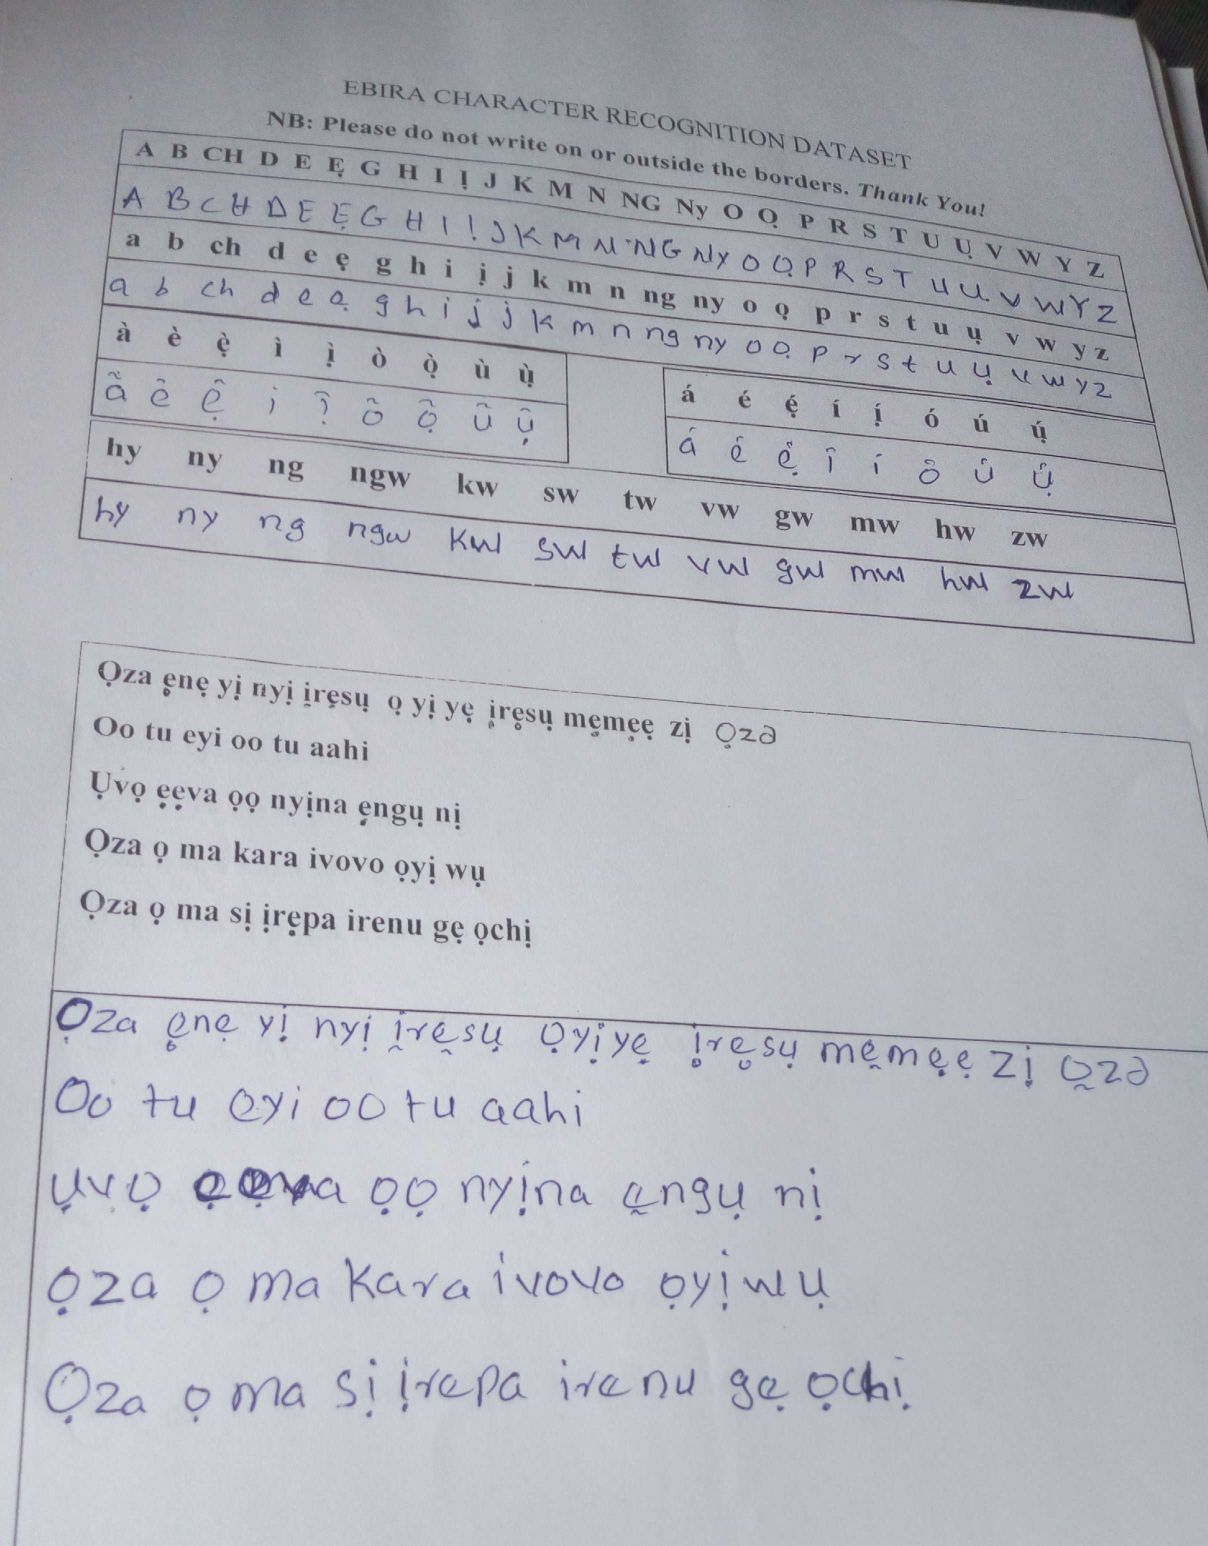 EBIRA CHARACTER RECOGNITION DATASET
NB: Please do not write on or outside the borders. Thank You!
A B CH D E Ẹ G H I Ị J K M N NG Ny O Ọ P R S T U Ụ V W Y Z
A B C H D E Ẹ G H I Ị J K M N NG Ny O Ọ P R S T U Ụ V W Y Z
a b ch d e ẹ g h i ị j k m n ng ny o ọ p r s t u ụ v w y z
a b ch d e ẹ g h i j j k m n ng ny o ọ p r s t u ụ v w y z
à è ẹ̀ ì ị̀ ò ọ̀ ù ụ̀
ã ê ệ i ị̂ ô ộ û ụ̂
á é ẹ́ í ị́ ó ú ụ́
á é ẹ́ î í ô ú ụ́
hy ny ng ngw kw sw tw vw gw mw hw zw
hy ny ng ngw kw sw tw vw gw mw hw zw
Ọza ẹnẹ yị nyị ịrẹsụ ọ yị yẹ ịrẹsụ mẹmẹẹ zị Ọzə
Oo tu eyi oo tu aahi
Ụvọ ẹẹva ọọ nyịna ẹngụ nị
Ọza ọ ma kara ivovo ọyị wụ
Ọza ọ ma sị ịrẹpa irenu gẹ ọchị
Ọza ẹnẹ yị nyị ịrẹsụ ọyịyẹ ịrẹsụ mẹmẹẹ zị ọzə
Oo tu eyi oo tu aahi
Ụvọ ọọ nyịna ẹngụ nị
Ọza ọ ma kara ivovo ọyị wụ
Ọza ọ ma sị ịrepa irenu gẹ ọchị